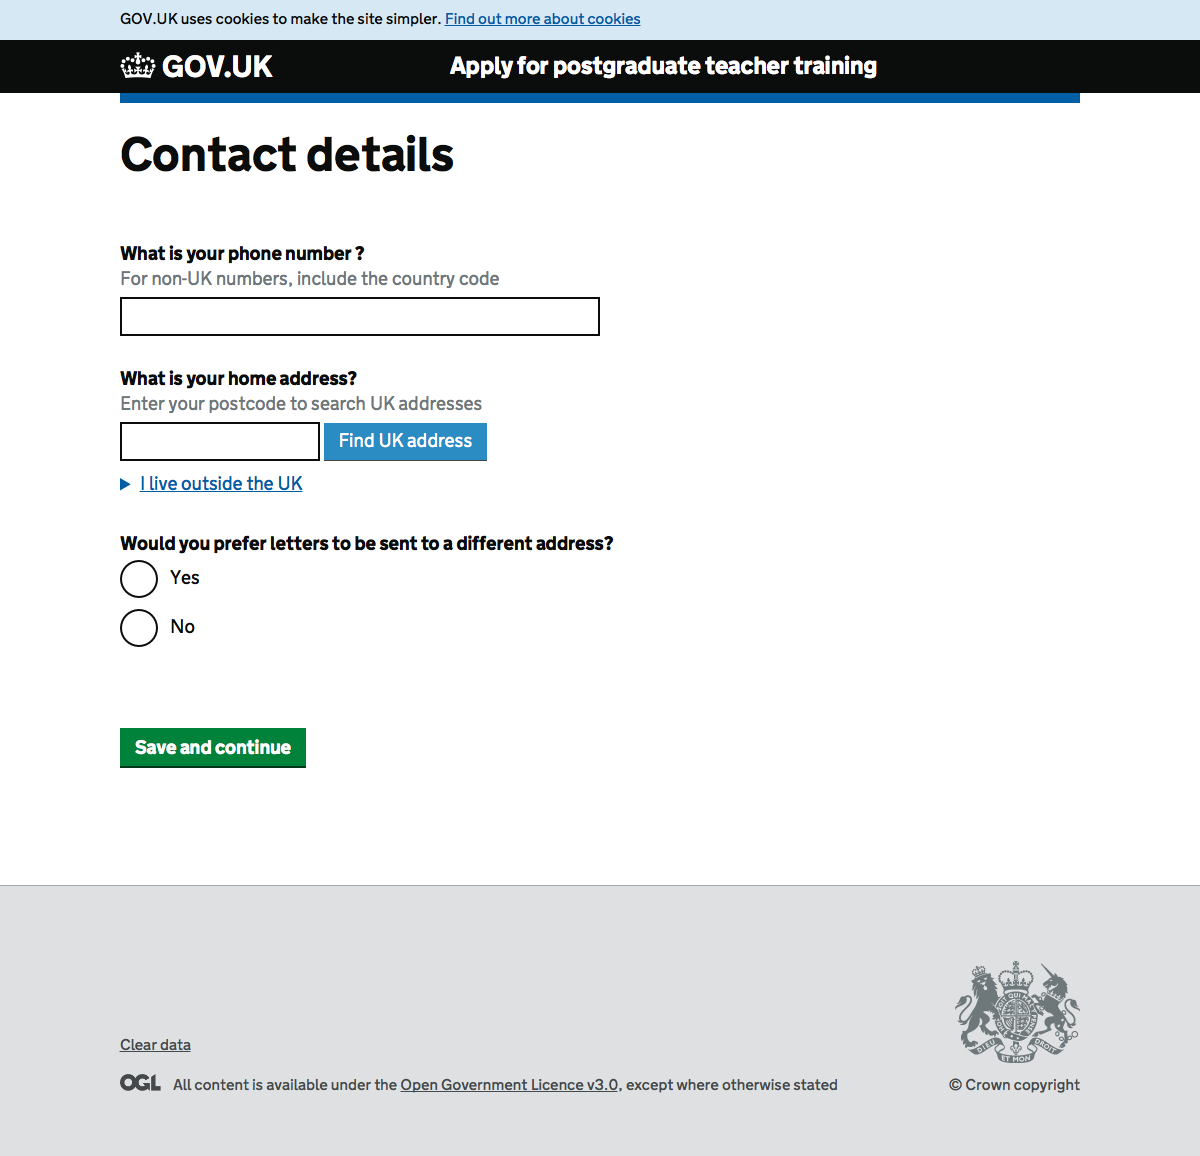 GOV.UK uses cookies to make the site simpler. Find out more about cookies
GOV.UK
Apply for postgraduate teacher training
Contact details
What is your phone number ?
For non-UK numbers, include the country code
What is your home address?
Enter your postcode to search UK addresses
Find UK address
I live outside the UK
Would you prefer letters to be sent to a different address?
Yes
No
Save and continue
Clear data
OGL All content is available under the Open Government Licence v3.0, except where otherwise stated
DIEU ET MON DROIT
© Crown copyright